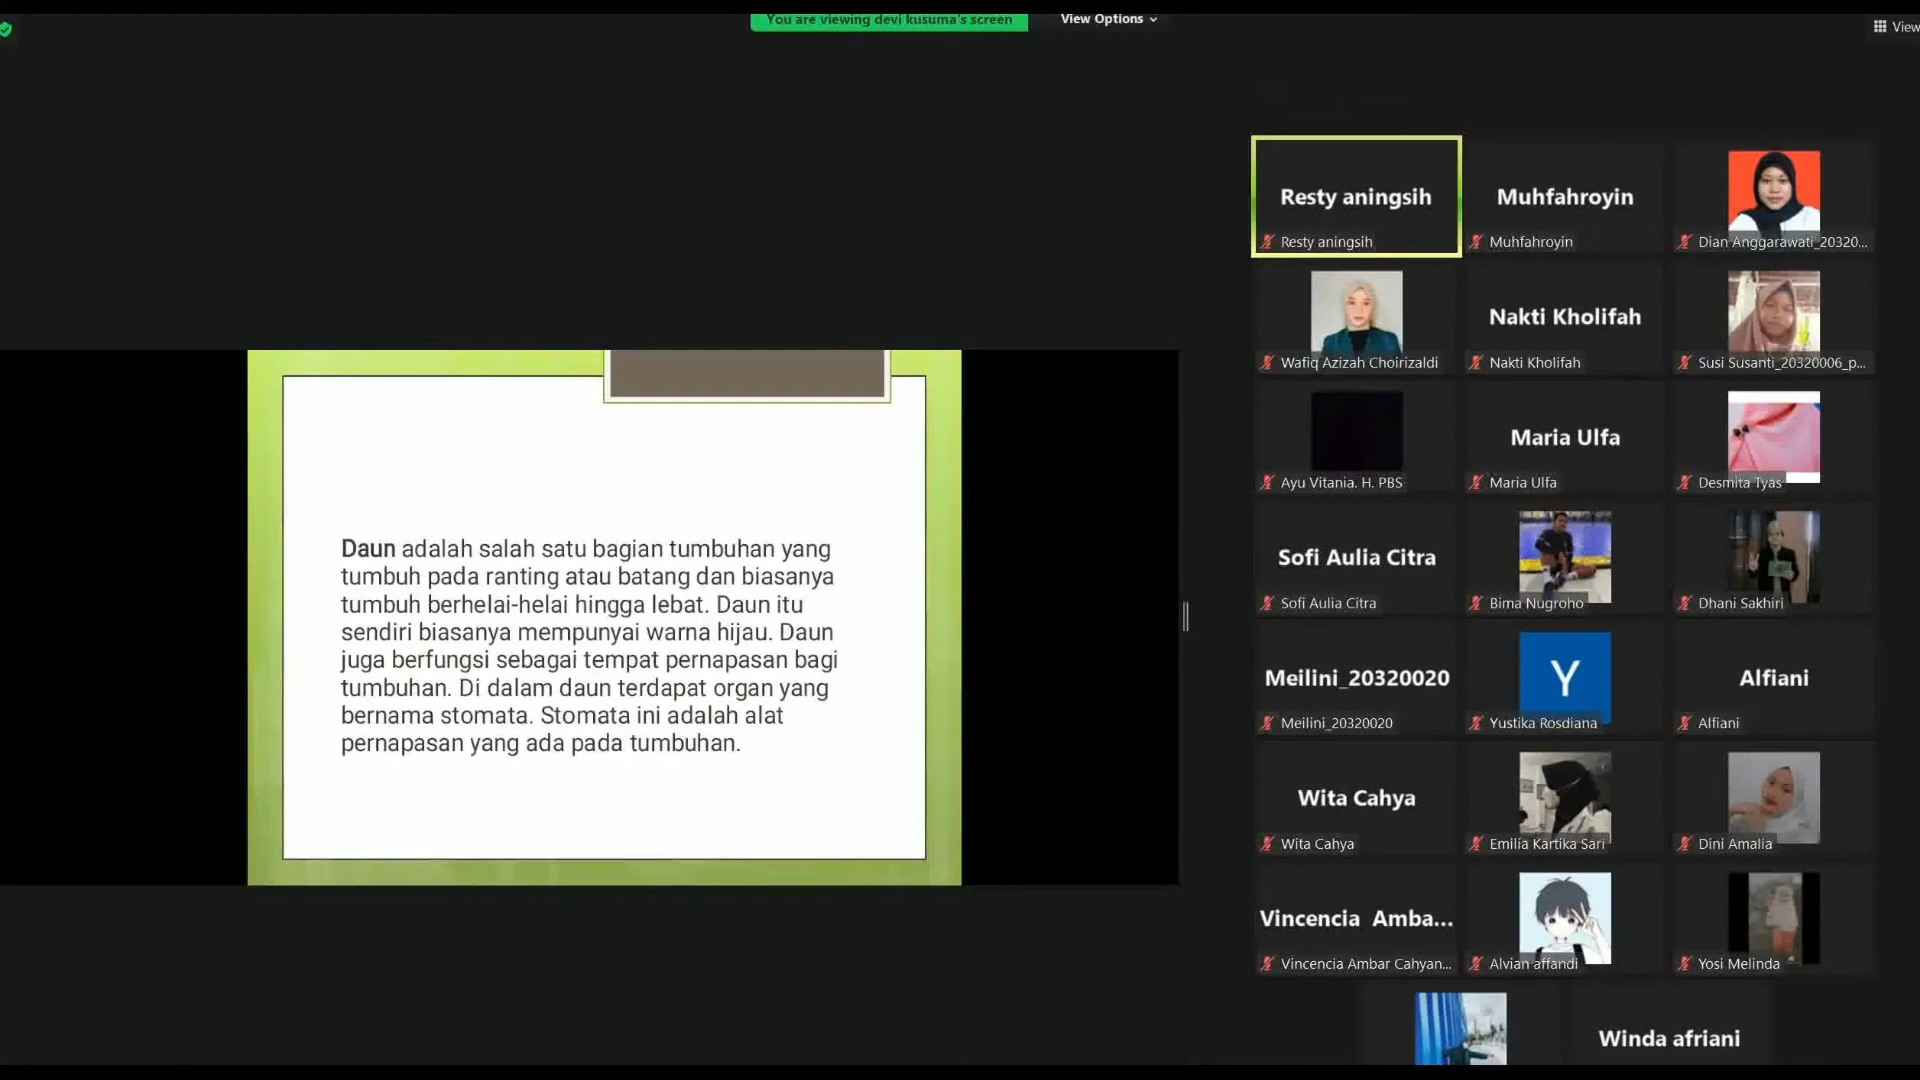 You are viewing devi kusuma's screen
View Options
View
Resty aningsih
Resty aningsih
Muhfahroyin
Muhfahroyin
Dian Anggarawati_20320...
Wafiq Azizah Choirizaldi
Nakti Kholifah
Nakti Kholifah
Susi Susanti_20320006_p...
Ayu Vitania. H. PBS
Maria Ulfa
Maria Ulfa
Desmita Tyas
Sofi Aulia Citra
Sofi Aulia Citra
Bima Nugroho
Dhani Sakhiri
Meilini_20320020
Meilini_20320020
Y
Yustika Rosdiana
Alfiani
Alfiani
Wita Cahya
Wita Cahya
Emilia Kartika Sari
Dini Amalia
Vincencia Amba...
Vincencia Ambar Cahyan...
Alvian affandi
Yosi Melinda
Winda afriani
Daun adalah salah satu bagian tumbuhan yang
tumbuh pada ranting atau batang dan biasanya
tumbuh berhelai-helai hingga lebat. Daun itu
sendiri biasanya mempunyai warna hijau. Daun
juga berfungsi sebagai tempat pernapasan bagi
tumbuhan. Di dalam daun terdapat organ yang
bernama stomata. Stomata ini adalah alat
pernapasan yang ada pada tumbuhan.